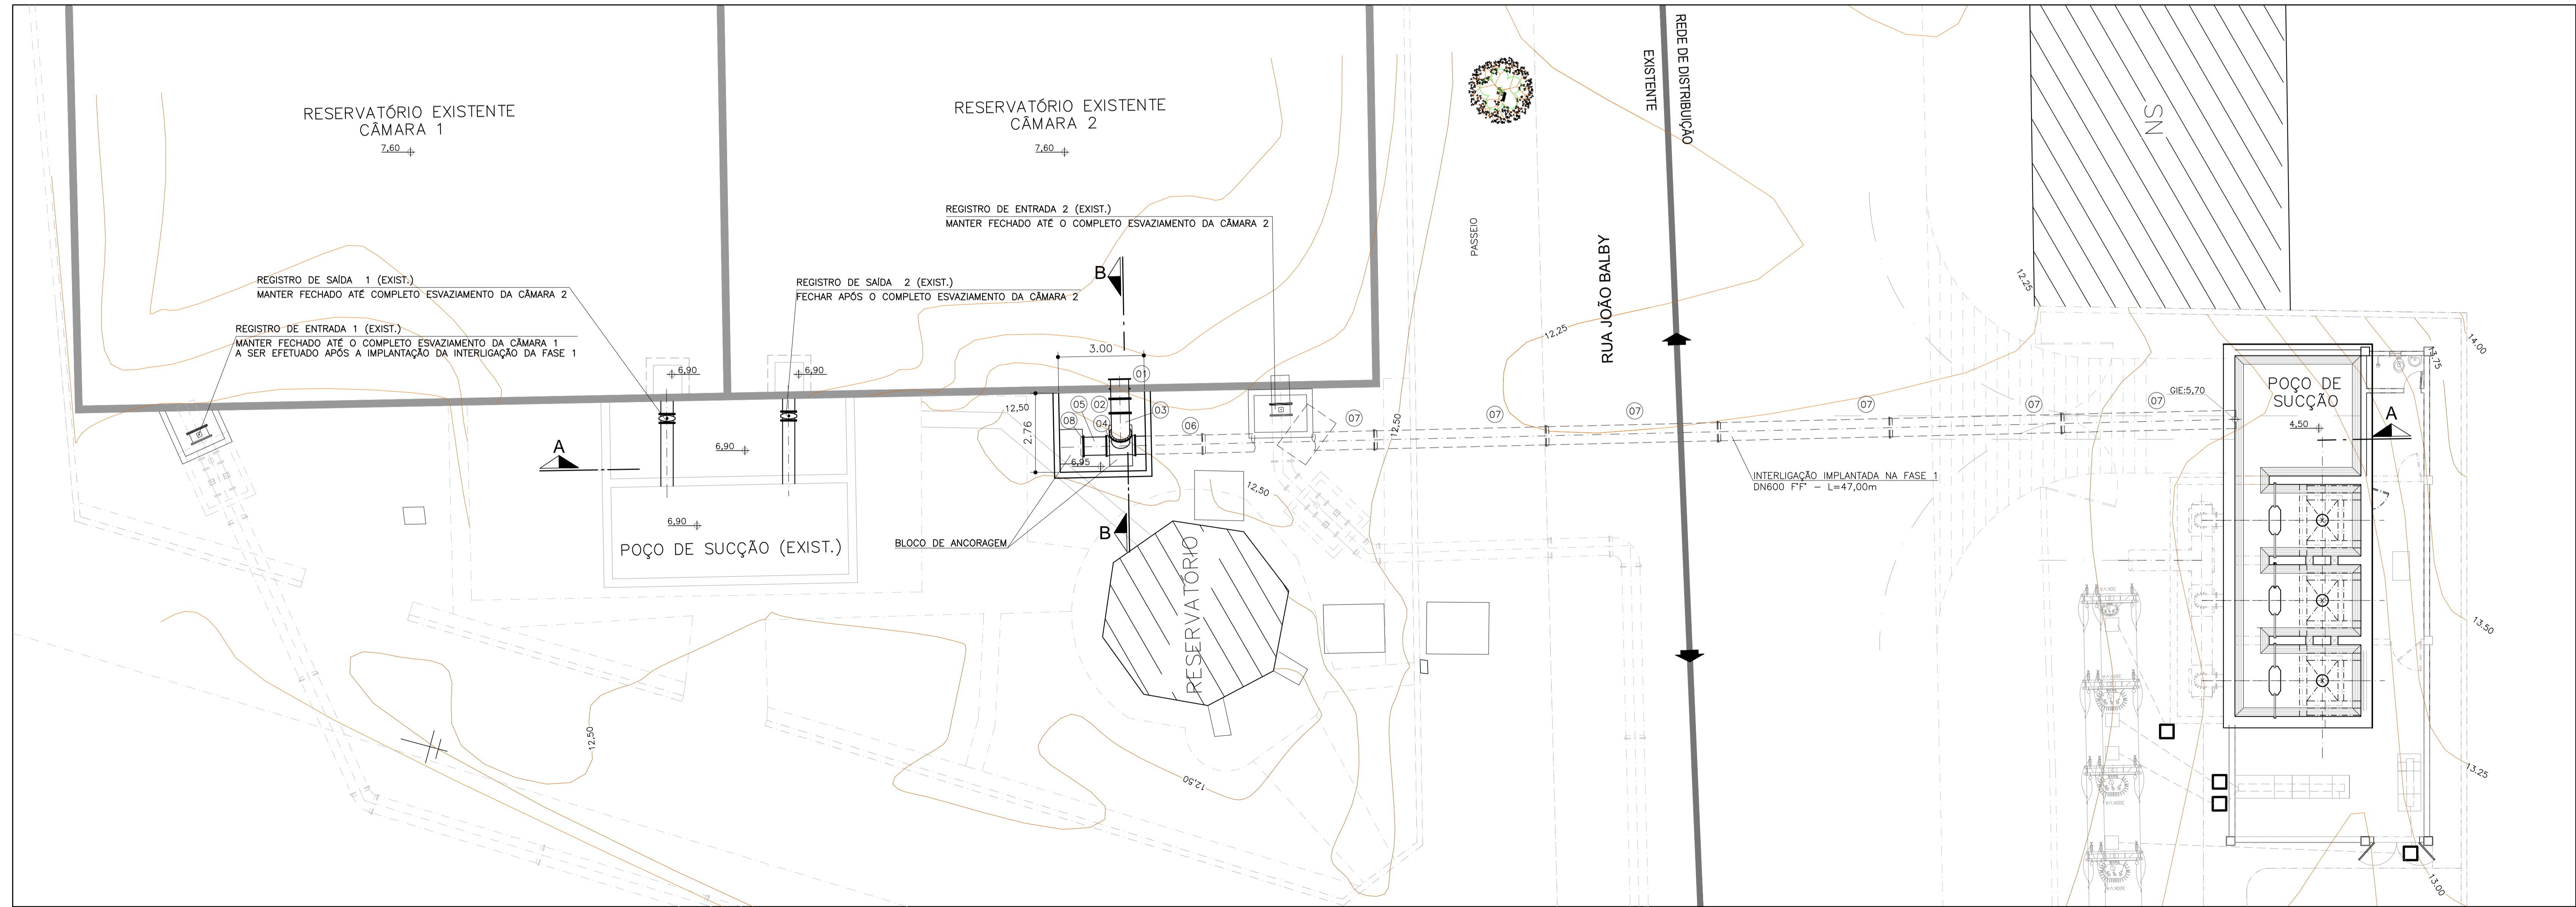 RESERVATÓRIO EXISTENTE
CÂMARA 1
7,60
RESERVATÓRIO EXISTENTE
CÂMARA 2
7,60
REGISTRO DE ENTRADA 2 (EXIST.)
MANTER FECHADO ATÉ O COMPLETO ESVAZIAMENTO DA CÂMARA 2
REGISTRO DE SAÍDA 1 (EXIST.)
MANTER FECHADO ATÉ COMPLETO ESVAZIAMENTO DA CÂMARA 2
REGISTRO DE SAÍDA 2 (EXIST.)
FECHAR APÓS O COMPLETO ESVAZIAMENTO DA CÂMARA 2
REGISTRO DE ENTRADA 1 (EXIST.)
MANTER FECHADO ATÉ O COMPLETO ESVAZIAMENTO DA CÂMARA 1
A SER EFETUADO APÓS A IMPLANTAÇÃO DA INTERLIGAÇÃO DA FASE 1
B
3.00
2.76
6,90
6,90
01
02
03
04
05
06
08
6,95
12,50
07
07
07
07
07
07
A
6,90
6,90
POÇO DE SUCÇÃO (EXIST.)
BLOCO DE ANCORAGEM
B
RESERVATORIO
12,50
12,50
12,50
12,50
PASSEIO
RUA JOÃO BALBY
REDE DE DISTRIBUIÇÃO
EXISTENTE
12,25
12.25
SN
INTERLIGAÇÃO IMPLANTADA NA FASE 1
DN600 F°F° - L=47,00m
GIE:5,70
POÇO DE
SUCÇÃO
4,50
A
14.00
13.75
13.50
13.25
13.00
300KVA
300KVA
300KVA
300KVA